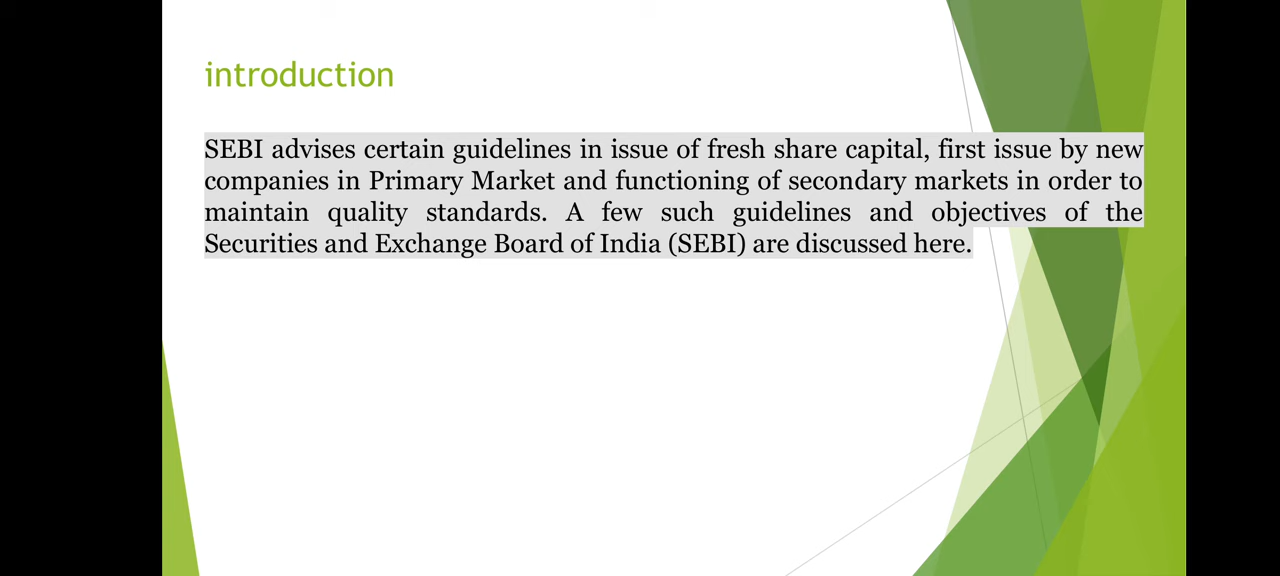 introduction
SEBI advises certain guidelines in issue of fresh share capital, first issue by new
companies in Primary Market and functioning of secondary markets in order to
maintain quality standards. A few such guidelines and objectives of the
Securities and Exchange Board of India (SEBI) are discussed here.